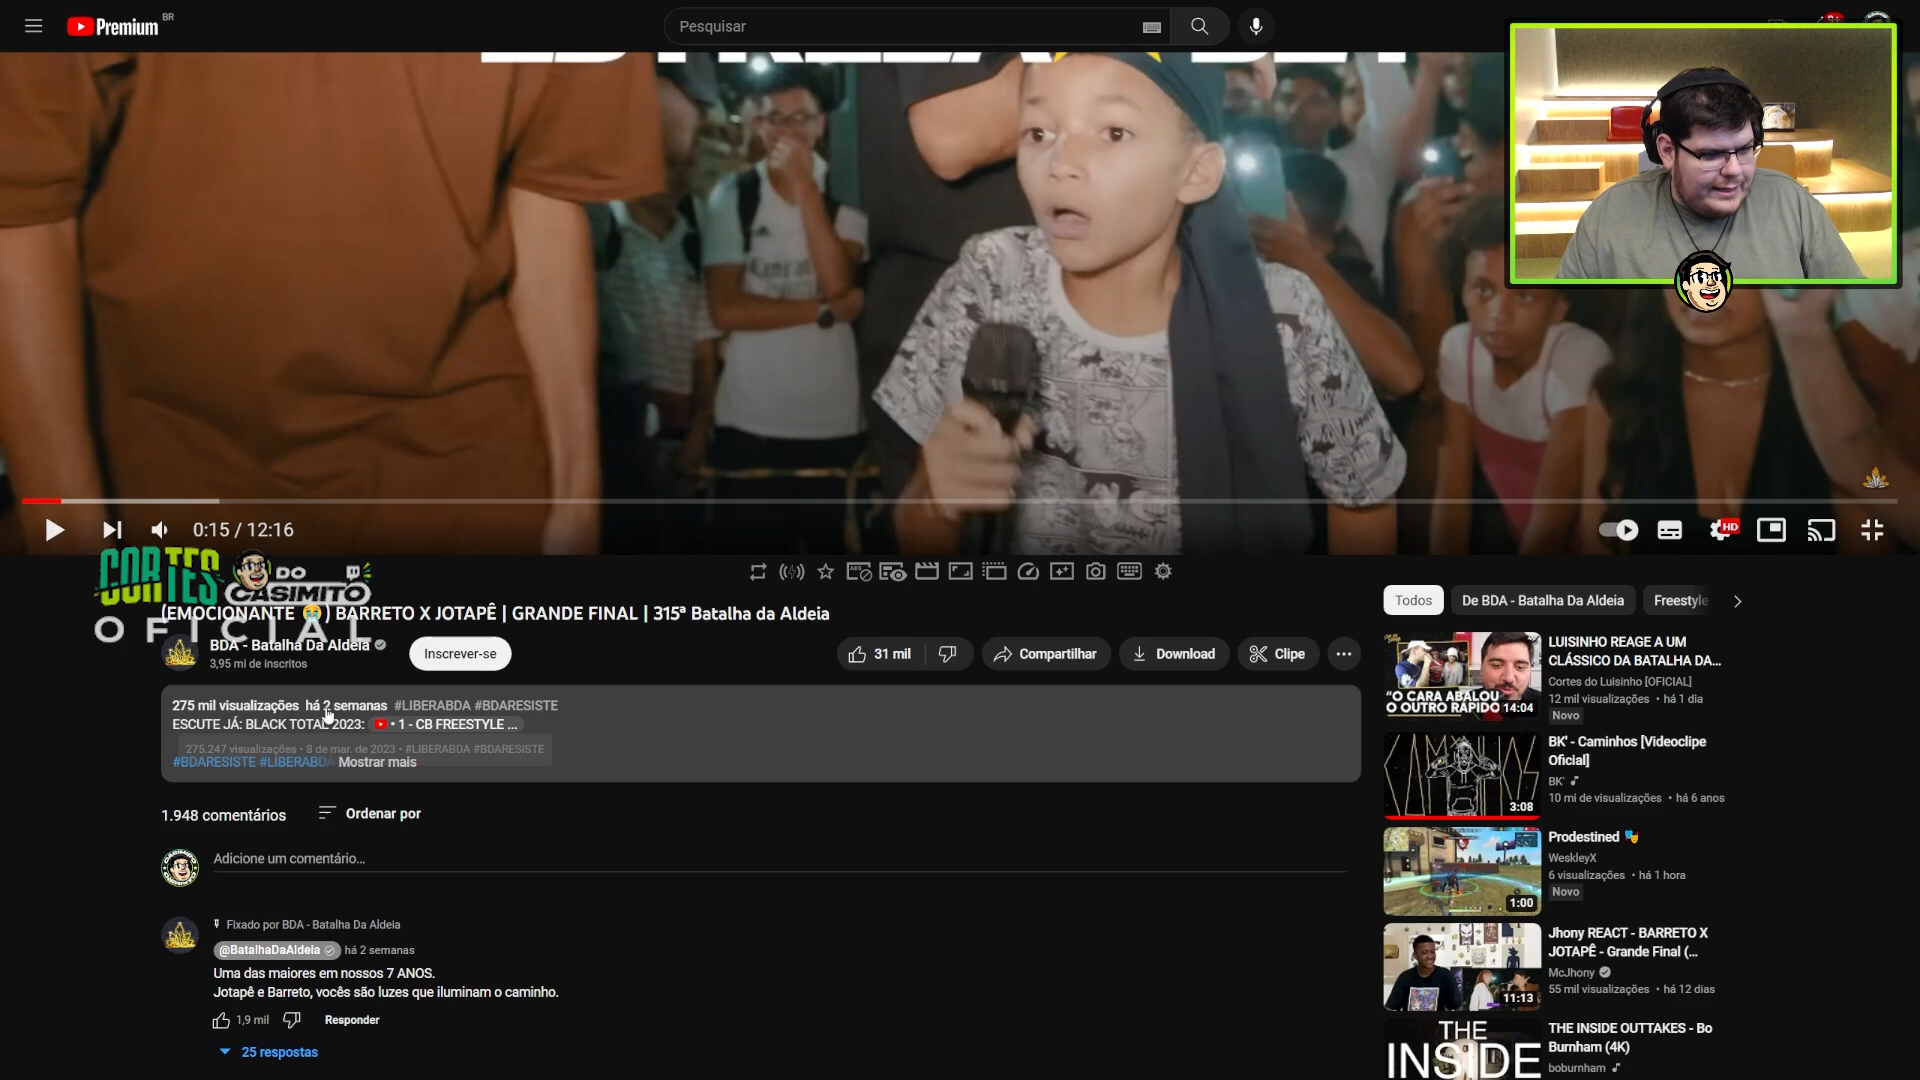 Premium BR
Pesquisar
0:15 / 12:16
HD
CORTES DO CASIMITO
OFICIAL
(EMOCIONANTE 😭) BARRETO X JOTAPÊ | GRANDE FINAL | 315ª Batalha da Aldeia
BDA - Batalha Da Aldeia
3,95 mi de inscritos
Inscrever-se
31 mil
Compartilhar
Download
Clipe
275 mil visualizações há 2 semanas #LIBERABDA #BDARESISTE
ESCUTE JÁ: BLACK TOTAL 2023: • 1 - CB FREESTYLE ...
275.247 visualizações • 8 de mar. de 2023 • #LIBERABDA #BDARESISTE
#BDARESISTE #LIBERABDA Mostrar mais
1.948 comentários
Ordenar por
Adicione um comentário...
Fixado por BDA - Batalha Da Aldeia
@BatalhaDaAldeia há 2 semanas
Uma das maiores em nossos 7 ANOS.
Jotapê e Barreto, vocês são luzes que iluminam o caminho.
1,9 mil
Responder
25 respostas
Todos
De BDA - Batalha Da Aldeia
Freestyle
"O CARA ABALOU
O OUTRO RÁPIDO
14:04
LUISINHO REAGE A UM
CLÁSSICO DA BATALHA DA...
Cortes do Luisinho [OFICIAL]
12 mil visualizações • há 1 dia
Novo
3:08
BK' - Caminhos [Videoclipe
Oficial]
BK'
10 mi de visualizações • há 6 anos
1:00
Prodestined 🎭
WeskleyX
6 visualizações • há 1 hora
Novo
11:13
Jhony REACT - BARRETO X
JOTAPÊ - Grande Final (...
McJhony
55 mil visualizações • há 12 dias
THE
INSIDE
THE INSIDE OUTTAKES - Bo
Burnham (4K)
boburnham